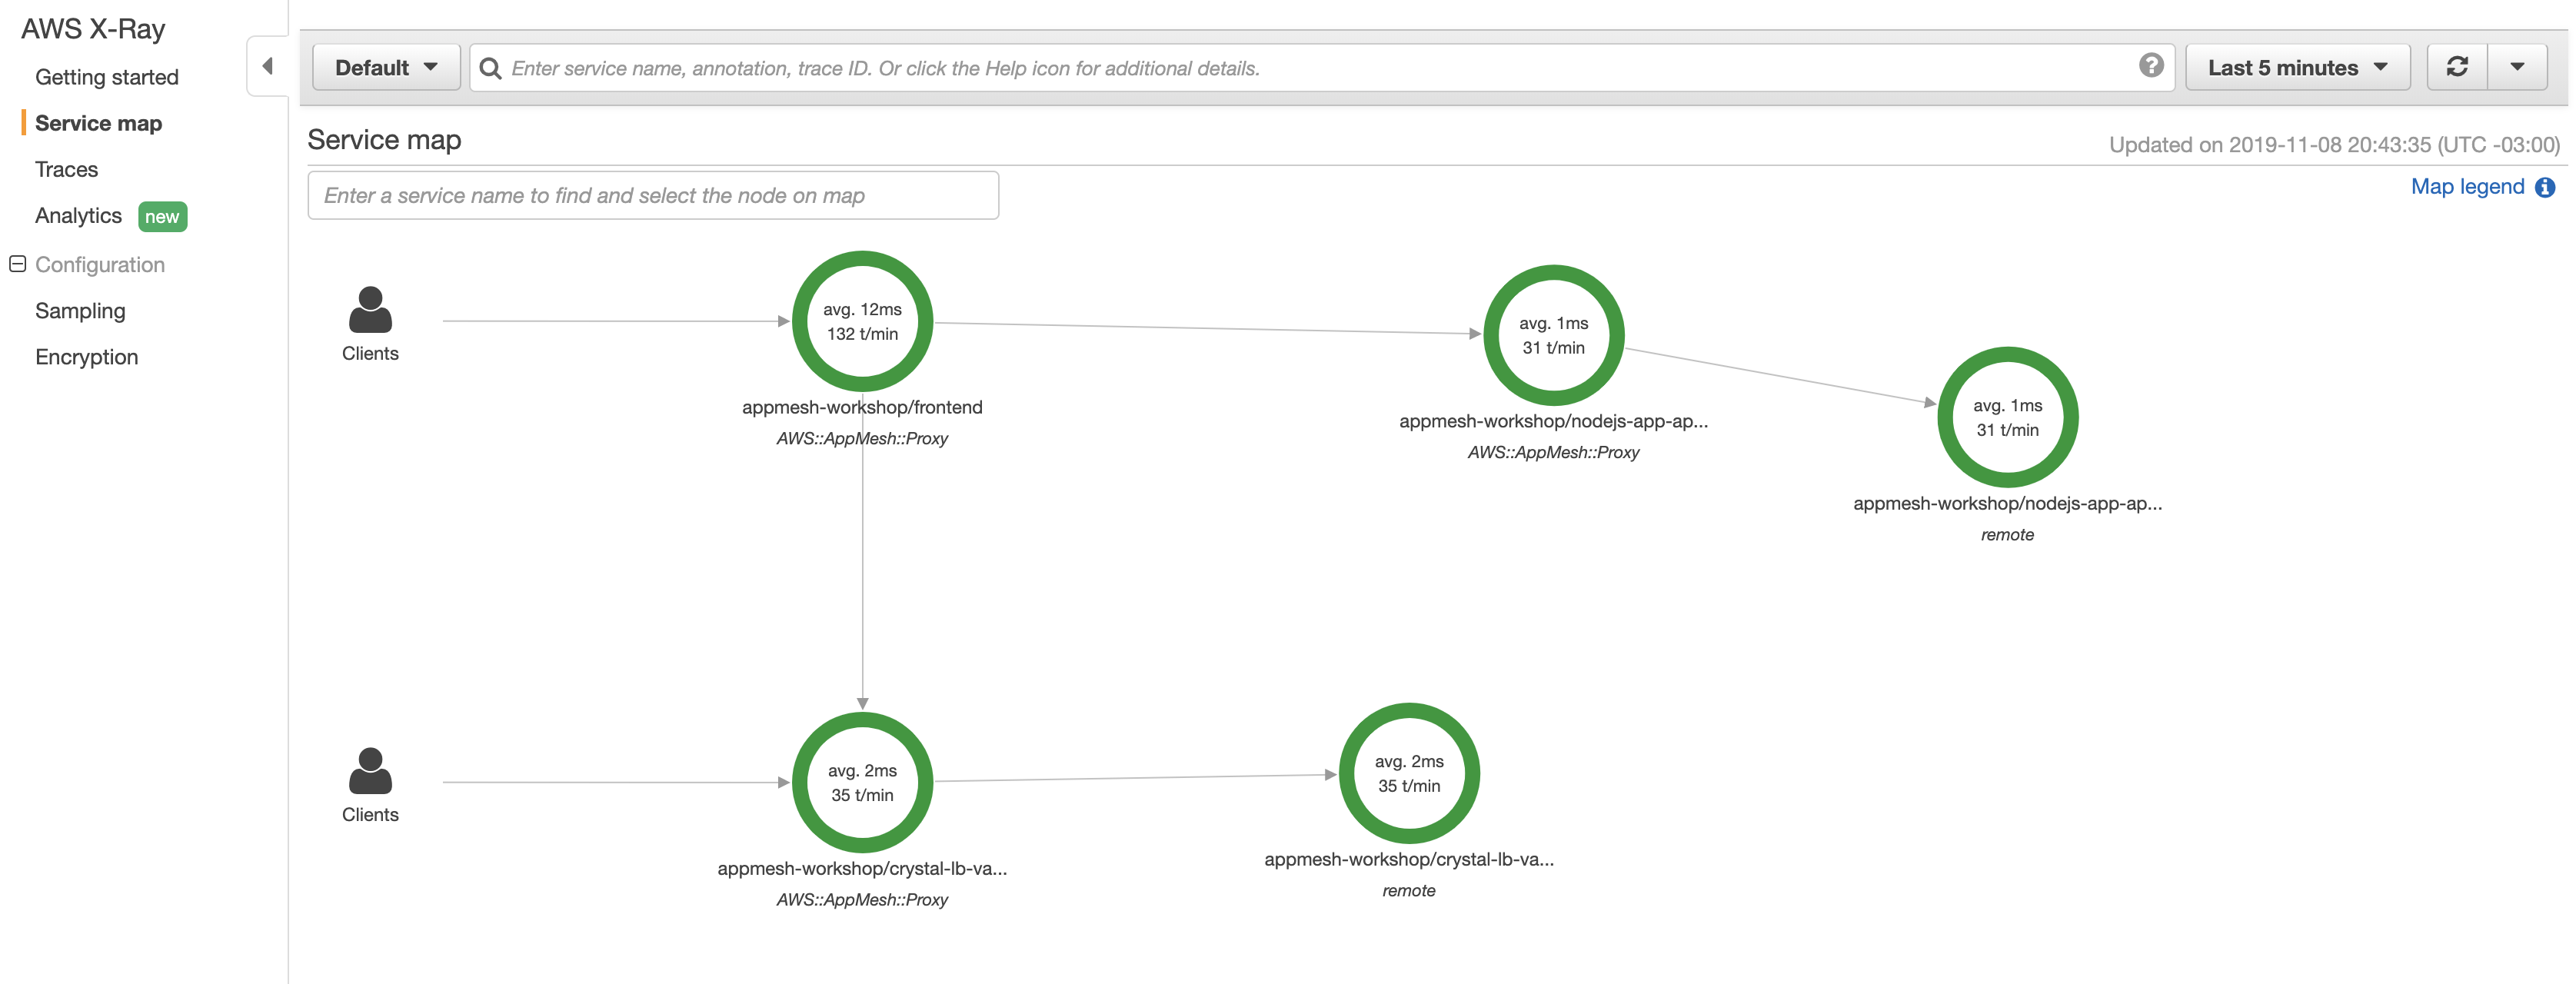 AWS X-Ray
Getting started
Service map
Traces
Analytics new
Configuration
Sampling
Encryption
Default
Enter service name, annotation, trace ID. Or click the Help icon for additional details.
?
Last 5 minutes
Service map
Updated on 2019-11-08 20:43:35 (UTC -03:00)
Enter a service name to find and select the node on map
Map legend i
Clients
avg. 12ms
132 t/min
appmesh-workshop/frontend
AWS::AppMesh::Proxy
avg. 1ms
31 t/min
appmesh-workshop/nodejs-app-ap...
AWS::AppMesh::Proxy
avg. 1ms
31 t/min
appmesh-workshop/nodejs-app-ap...
remote
Clients
avg. 2ms
35 t/min
appmesh-workshop/crystal-lb-va...
AWS::AppMesh::Proxy
avg. 2ms
35 t/min
appmesh-workshop/crystal-lb-va...
remote